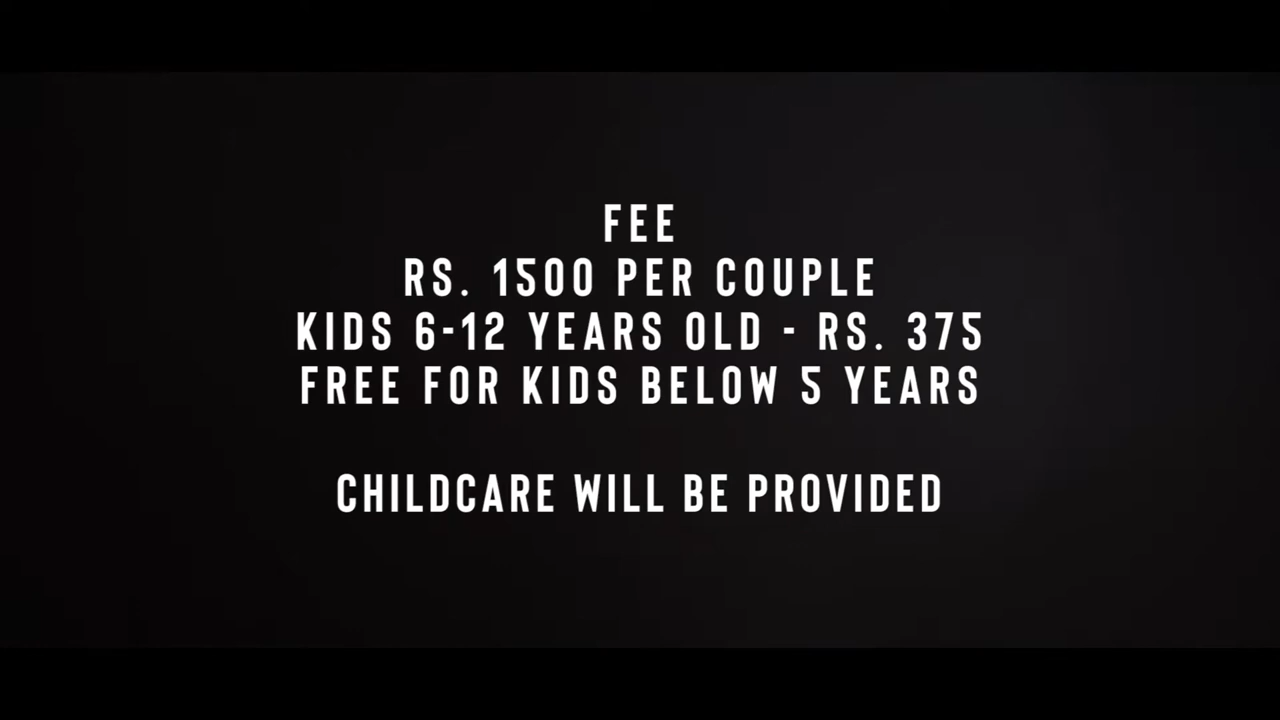 FEE
RS. 1500 PER COUPLE
KIDS 6-12 YEARS OLD - RS. 375
FREE FOR KIDS BELOW 5 YEARS
CHILDCARE WILL BE PROVIDED